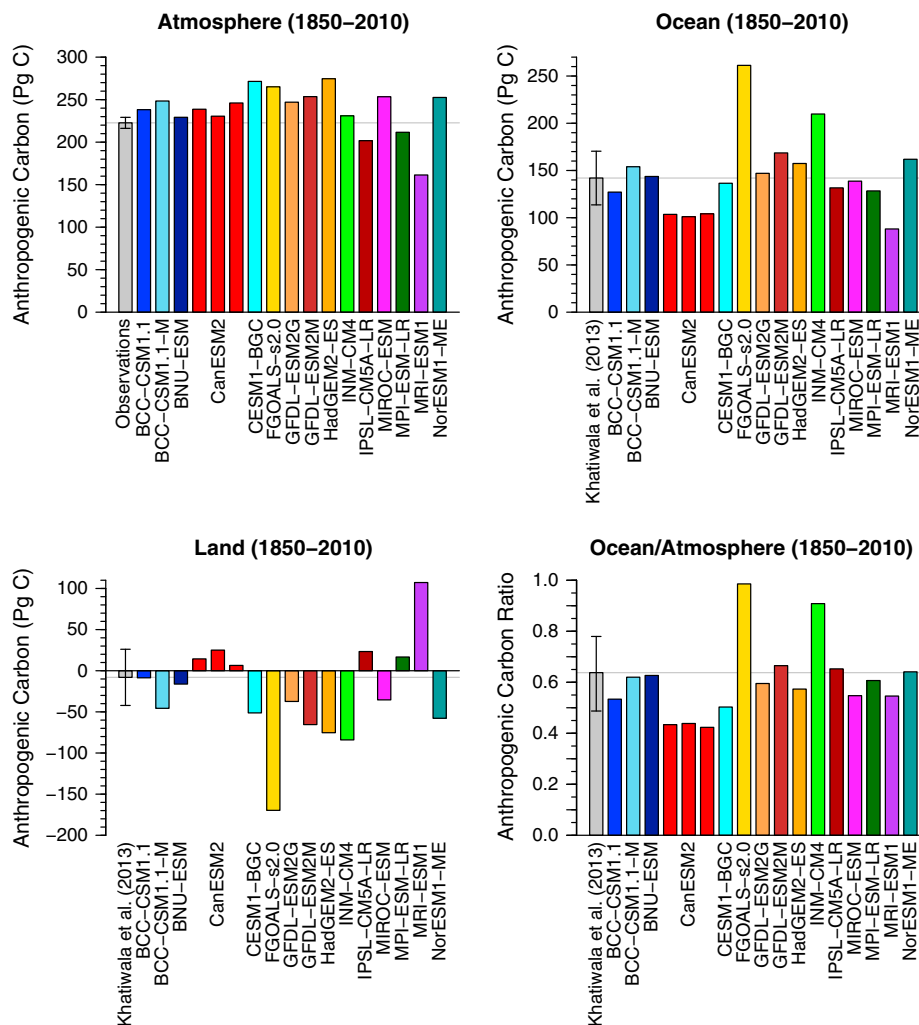 Atmosphere (1850−2010)
Anthropogenic Carbon (Pg C)
300
250
200
150
100
50
0
Observations
BCC−CSM1.1
BCC−CSM1.1−M
BNU−ESM
CanESM2
CESM1−BGC
FGOALS−s2.0
GFDL−ESM2G
GFDL−ESM2M
HadGEM2−ES
INM−CM4
IPSL−CM5A−LR
MIROC−ESM
MPI−ESM−LR
MRI−ESM1
NorESM1−ME
Ocean (1850−2010)
Anthropogenic Carbon (Pg C)
250
200
150
100
50
0
Khatiwala et al. (2013)
BCC−CSM1.1
BCC−CSM1.1−M
BNU−ESM
CanESM2
CESM1−BGC
FGOALS−s2.0
GFDL−ESM2G
GFDL−ESM2M
HadGEM2−ES
INM−CM4
IPSL−CM5A−LR
MIROC−ESM
MPI−ESM−LR
MRI−ESM1
NorESM1−ME
Land (1850−2010)
Anthropogenic Carbon (Pg C)
100
50
0
−50
−100
−150
−200
Khatiwala et al. (2013)
BCC−CSM1.1
BCC−CSM1.1−M
BNU−ESM
CanESM2
CESM1−BGC
FGOALS−s2.0
GFDL−ESM2G
GFDL−ESM2M
HadGEM2−ES
INM−CM4
IPSL−CM5A−LR
MIROC−ESM
MPI−ESM−LR
MRI−ESM1
NorESM1−ME
Ocean/Atmosphere (1850−2010)
Anthropogenic Carbon Ratio
1.0
0.8
0.6
0.4
0.2
0.0
Khatiwala et al. (2013)
BCC−CSM1.1
BCC−CSM1.1−M
BNU−ESM
CanESM2
CESM1−BGC
FGOALS−s2.0
GFDL−ESM2G
GFDL−ESM2M
HadGEM2−ES
INM−CM4
IPSL−CM5A−LR
MIROC−ESM
MPI−ESM−LR
MRI−ESM1
NorESM1−ME